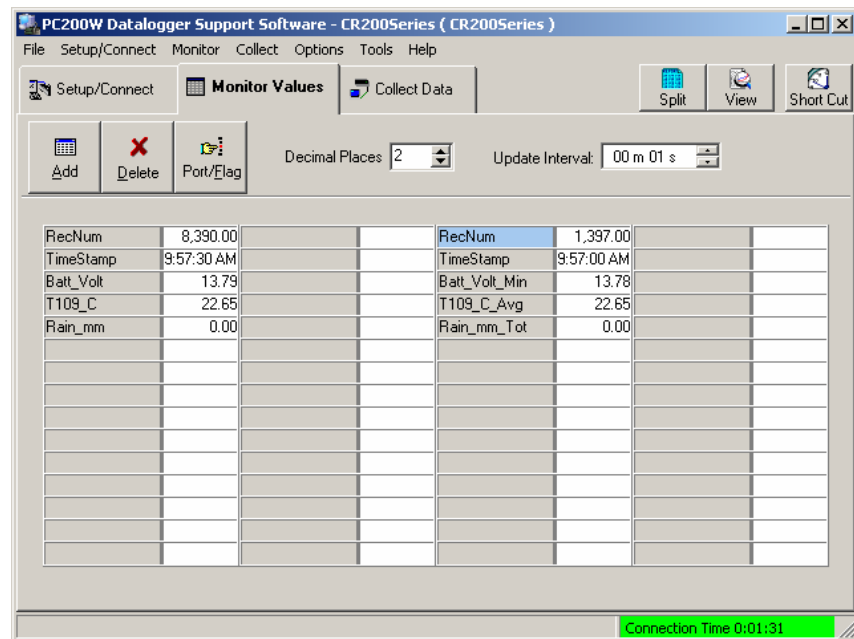 PC200W Datalogger Support Software - CR200Series ( CR200Series )
File Setup/Connect Monitor Collect Options Tools Help
Setup/Connect Monitor Values Collect Data Split View Short Cut
Add Delete Port/Flag Decimal Places 2 Update Interval: 00 m 01 s
RecNum 8,390.00 RecNum 1,397.00
TimeStamp 9:57:30 AM TimeStamp 9:57:00 AM
Batt_Volt 13.79 Batt_Volt_Min 13.78
T109_C 22.65 T109_C_Avg 22.65
Rain_mm 0.00 Rain_mm_Tot 0.00
Connection Time 0:01:31